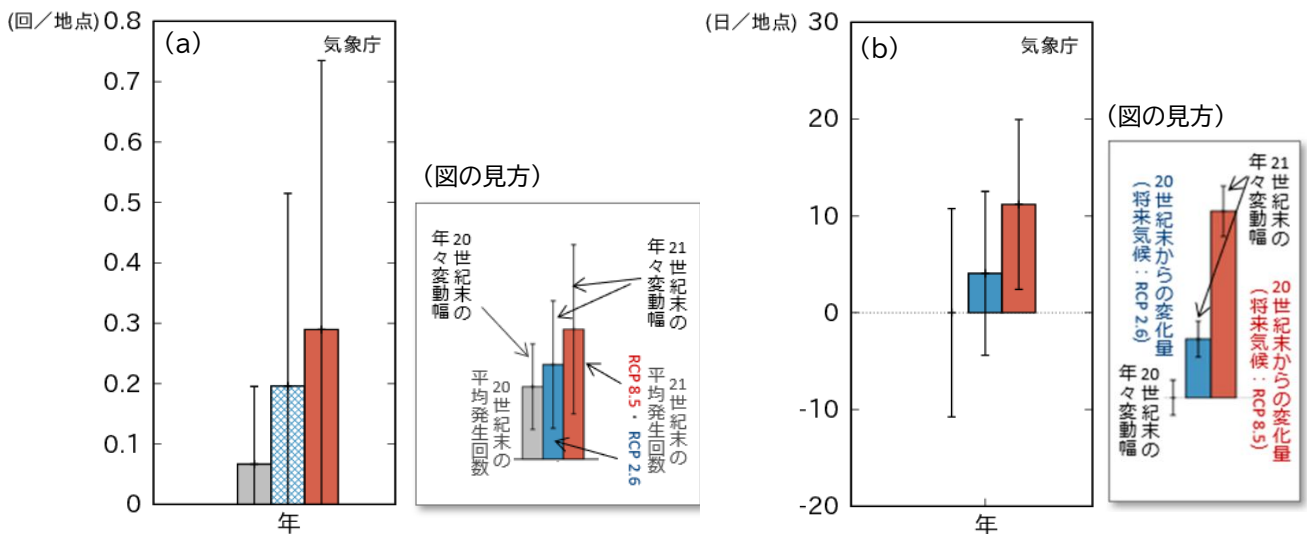 (回／地点)
(a)
気象庁
0.8
0.7
0.6
0.5
0.4
0.3
0.2
0.1
0
年
(図の見方)
20世紀末の
年々変動幅
21世紀末の
年々変動幅
20世紀末の
平均発生回数
21世紀末の
平均発生回数
RCP 8.5・RCP 2.6
(日／地点)
(b)
気象庁
30
20
10
0
-10
-20
年
(図の見方)
21世紀末の
年々変動幅
20世紀末からの変化量
(将来気候：RCP 2.6)
20世紀末からの変化量
(将来気候：RCP8.5)
20世紀末の
年々変動幅